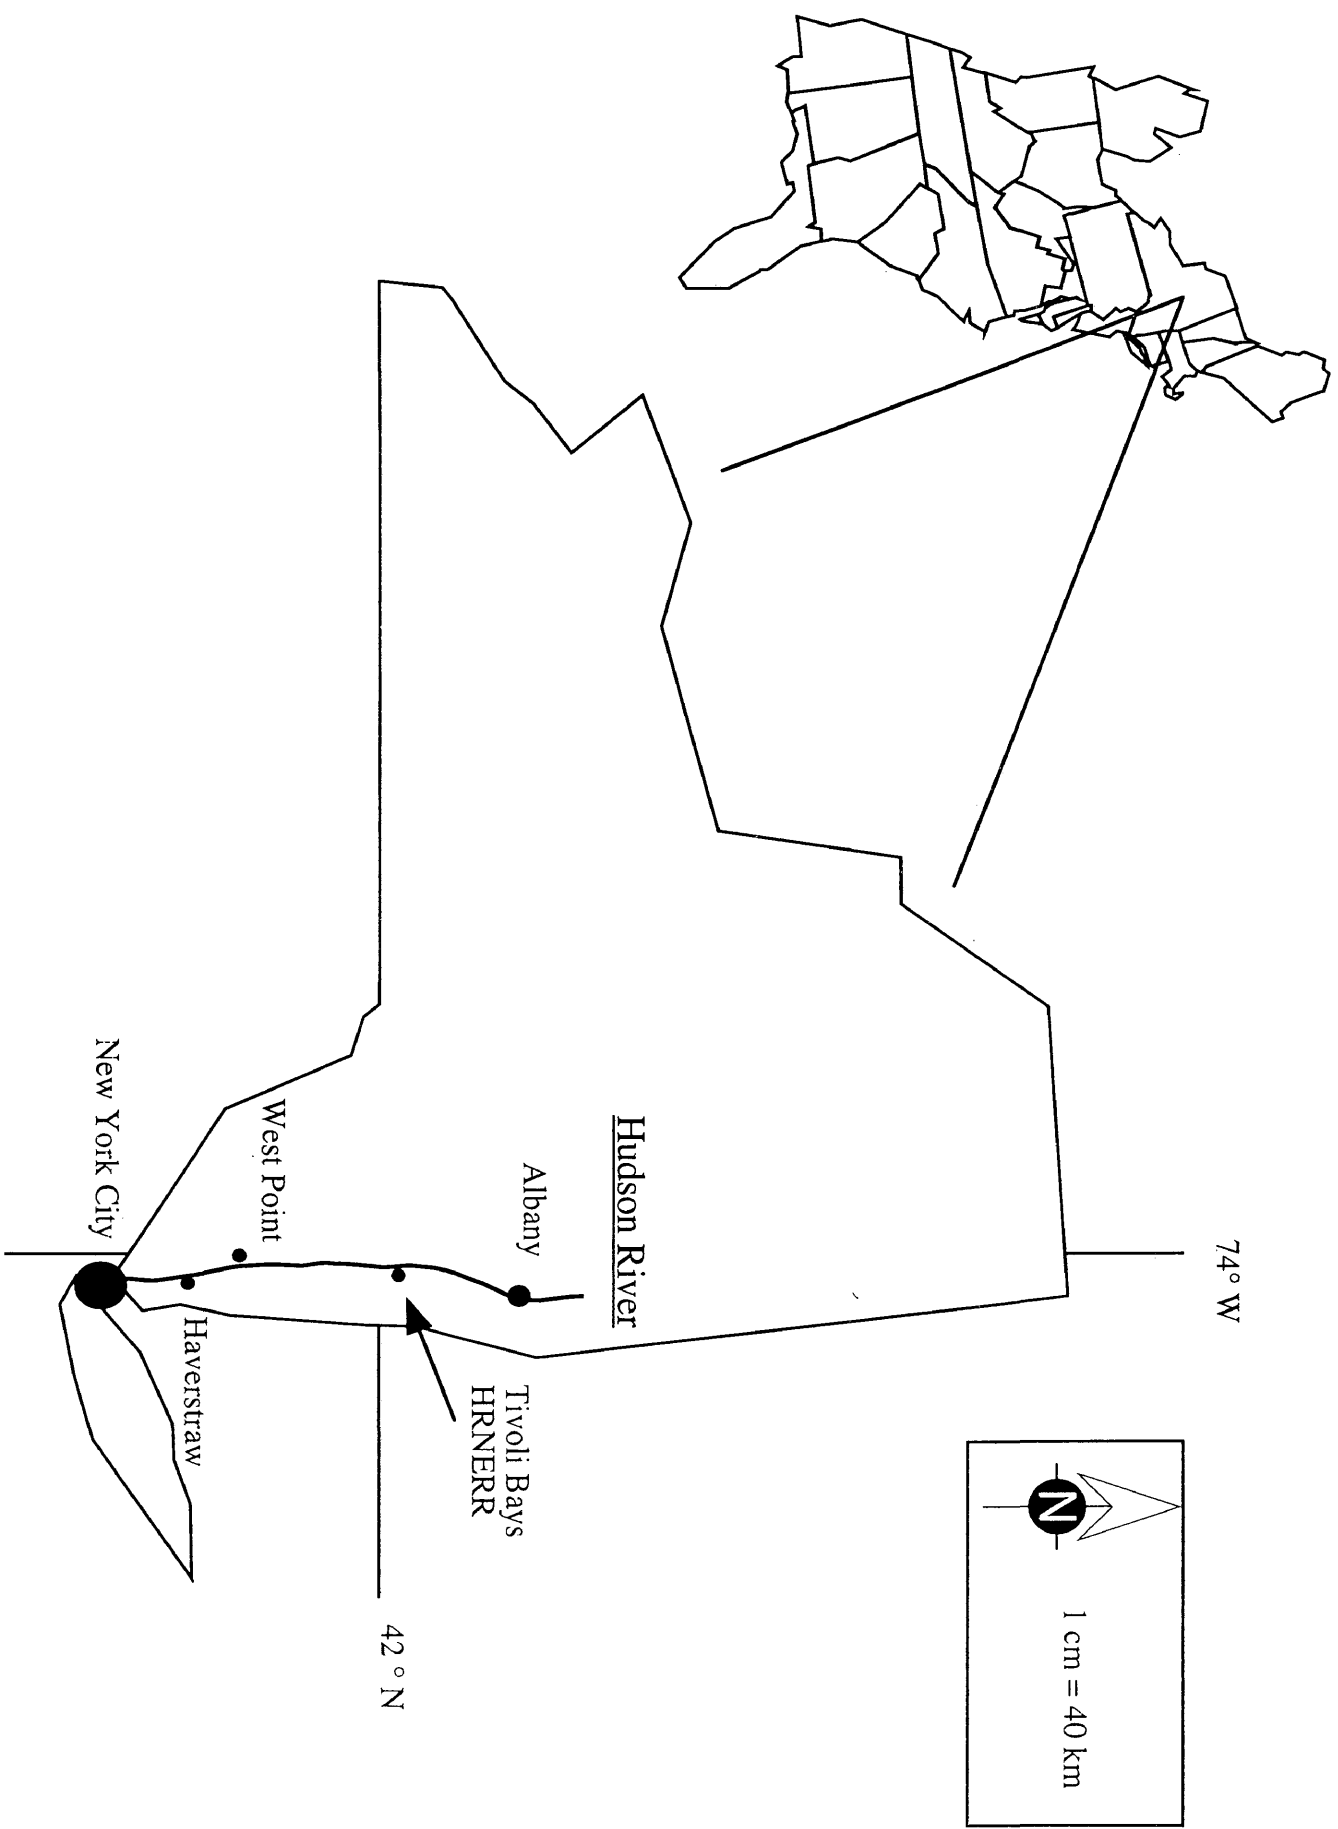 74° W
N
1 cm = 40 km
Hudson River
Albany
Tivoli Bays
HRNERR
42 ° N
West Point
Haverstraw
New York City